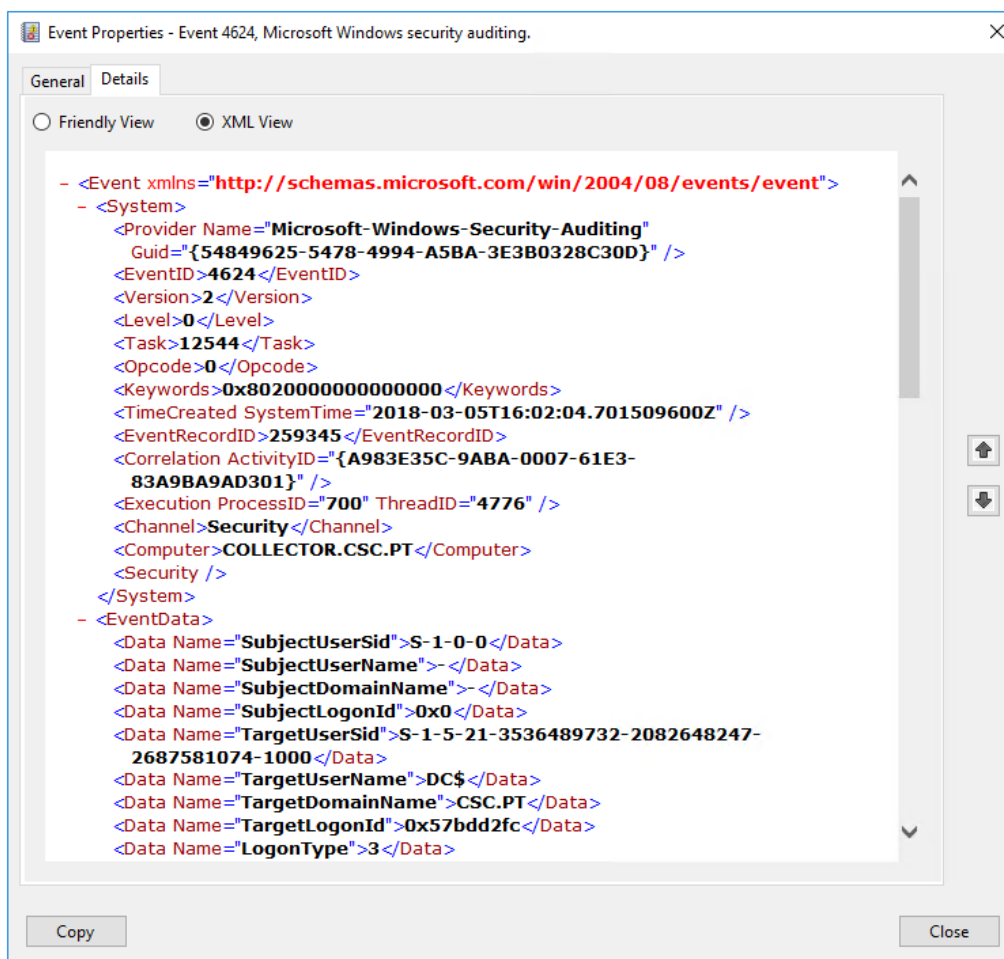 Event Properties - Event 4624, Microsoft Windows security auditing.
General Details
Friendly View XML View
- <Event xmlns="http://schemas.microsoft.com/win/2004/08/events/event">
- <System>
<Provider Name="Microsoft-Windows-Security-Auditing"
Guid="{54849625-5478-4994-A5BA-3E3B0328C30D}" />
<EventID>4624</EventID>
<Version>2</Version>
<Level>0</Level>
<Task>12544</Task>
<Opcode>0</Opcode>
<Keywords>0x8020000000000000</Keywords>
<TimeCreated SystemTime="2018-03-05T16:02:04.701509600Z" />
<EventRecordID>259345</EventRecordID>
<Correlation ActivityID="{A983E35C-9ABA-0007-61E3-
83A9BA9AD301}" />
<Execution ProcessID="700" ThreadID="4776" />
<Channel>Security</Channel>
<Computer>COLLECTOR.CSC.PT</Computer>
<Security />
</System>
- <EventData>
<Data Name="SubjectUserSid">S-1-0-0</Data>
<Data Name="SubjectUserName">-</Data>
<Data Name="SubjectDomainName">-</Data>
<Data Name="SubjectLogonId">0x0</Data>
<Data Name="TargetUserSid">S-1-5-21-3536489732-2082648247-
2687581074-1000</Data>
<Data Name="TargetUserName">DC$</Data>
<Data Name="TargetDomainName">CSC.PT</Data>
<Data Name="TargetLogonId">0x57bdd2fc</Data>
<Data Name="LogonType">3</Data>
Copy Close